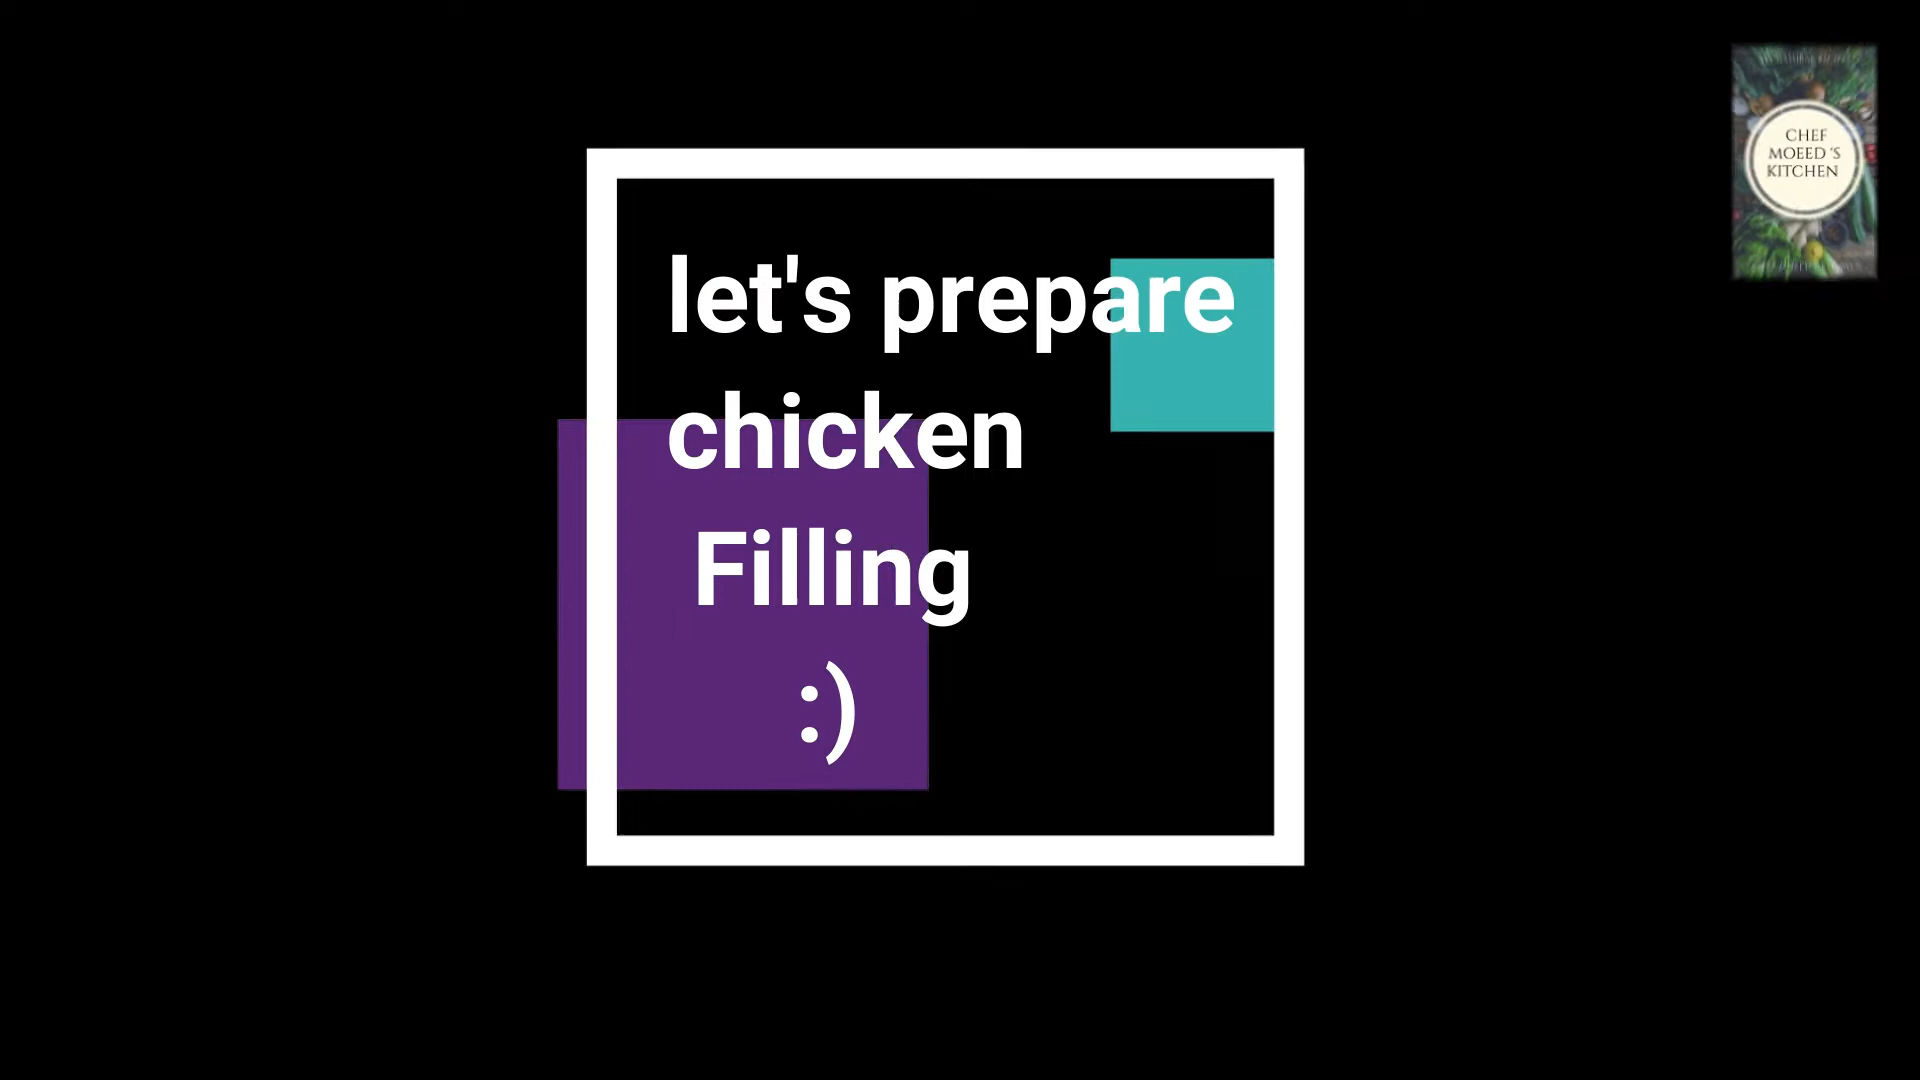 let's prepare
chicken
Filling
:)
CHEF
MOEED 'S
KITCHEN